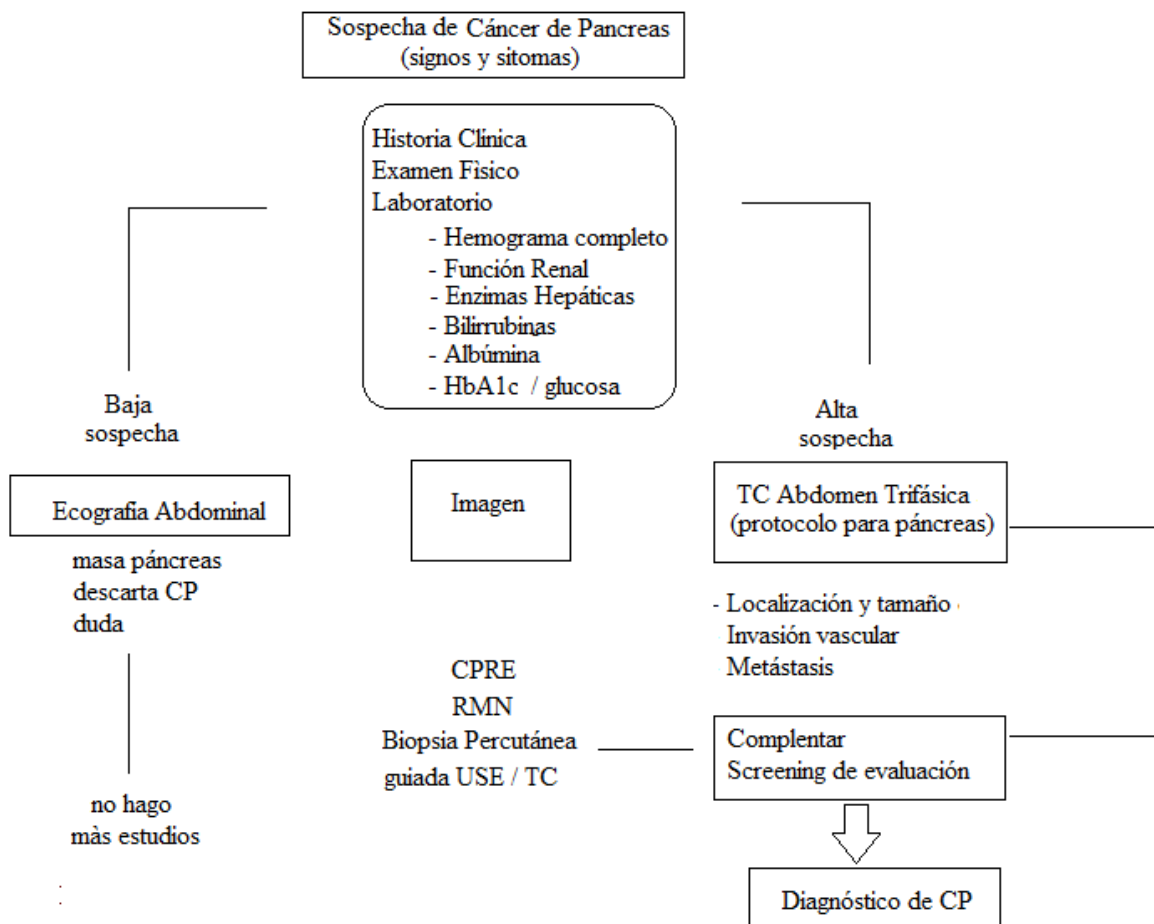 Sospecha de Cáncer de Pancreas
(signos y sitomas)
Historia Clínica
Examen Fìsico
Laboratorio
- Hemograma completo
- Función Renal
- Enzimas Hepáticas
- Bilirrubinas
- Albúmina
- HbA1c / glucosa
Baja
sospecha
Ecografia Abdominal
masa páncreas
descarta CP
duda
no hago
màs estudios
Imagen
CPRE
RMN
Biopsia Percutánea
guiada USE / TC
Alta
sospecha
TC Abdomen Trifásica
(protocolo para páncreas)
- Localización y tamaño
Invasión vascular
Metástasis
Complentar
Screening de evaluación
Diagnóstico de CP